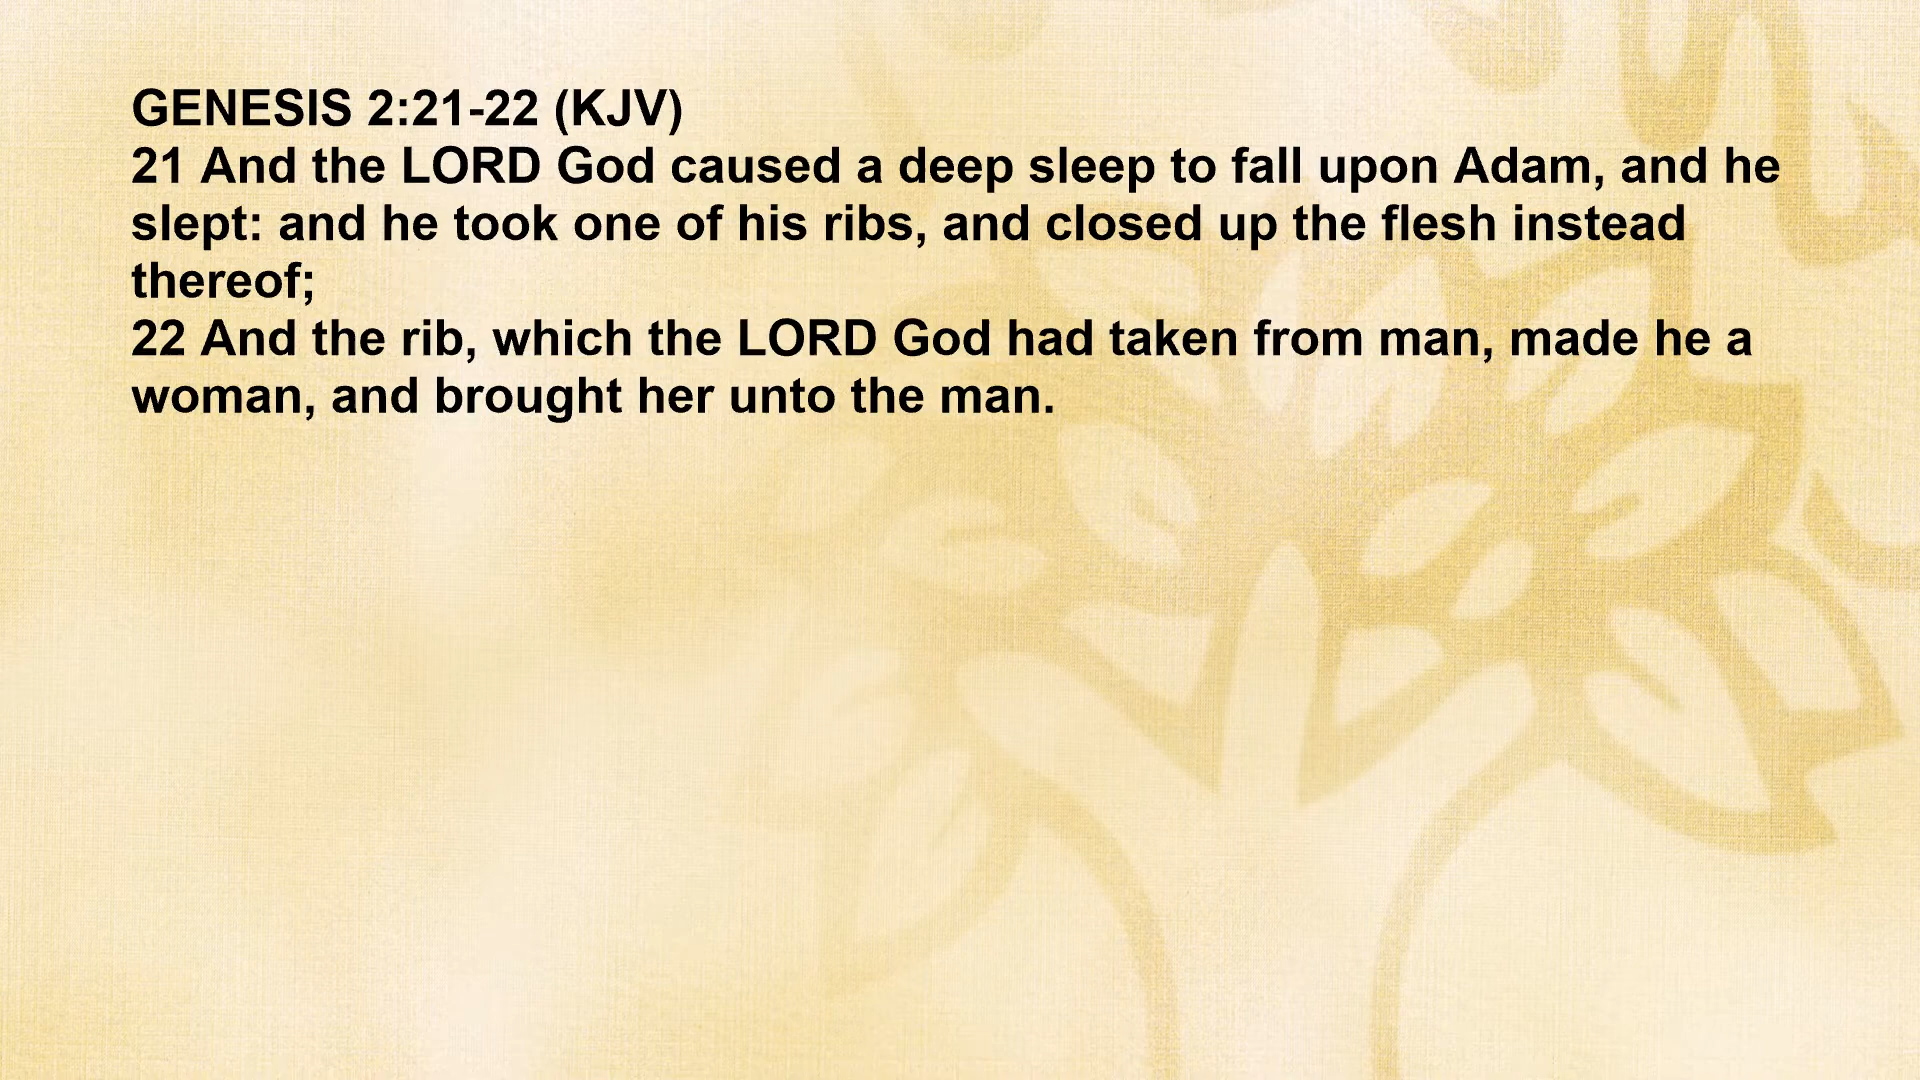 GENESIS 2:21-22 (KJV)
21 And the LORD God caused a deep sleep to fall upon Adam, and he
slept: and he took one of his ribs, and closed up the flesh instead
thereof;
22 And the rib, which the LORD God had taken from man, made he a
woman, and brought her unto the man.